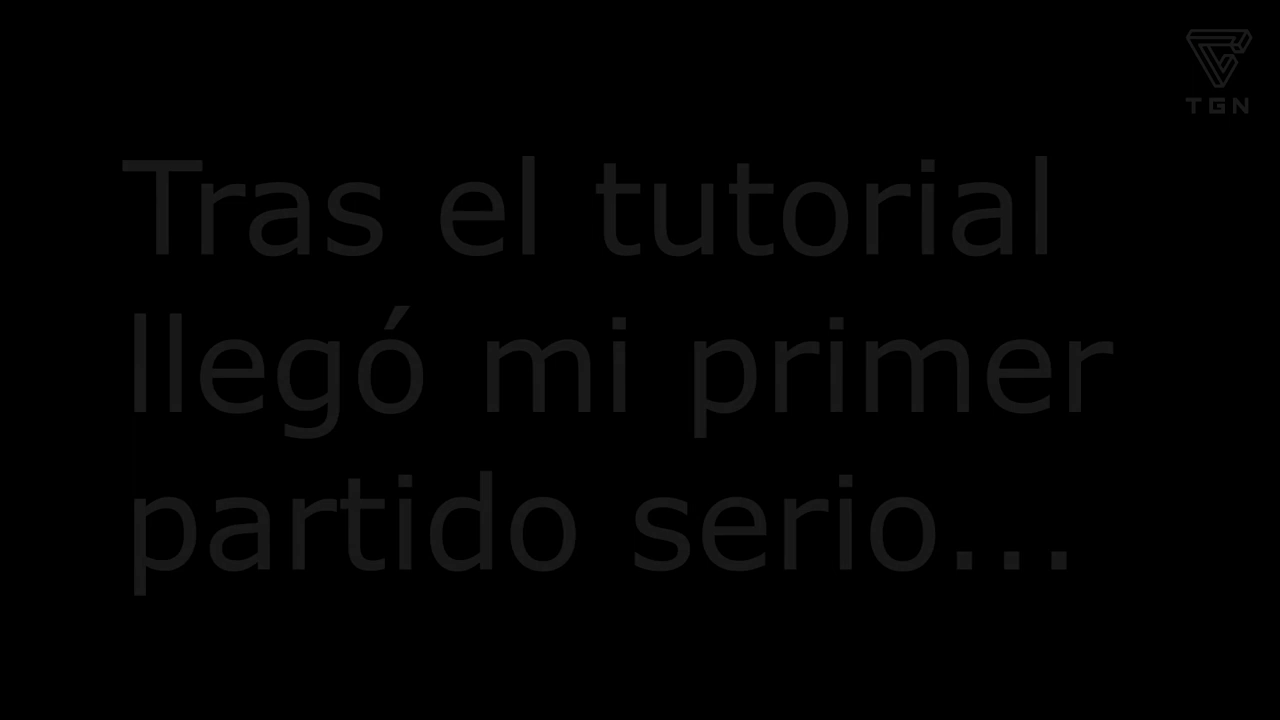 TGN
Tras el tutorial
llegó mi primer
partido serio...